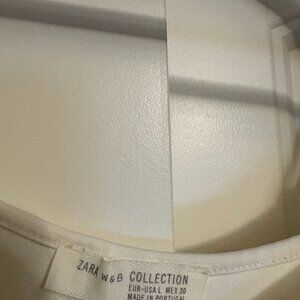 ZARA W & B COLLECTION
EUR-USA L MEX 30
MADE IN PORTUGAL